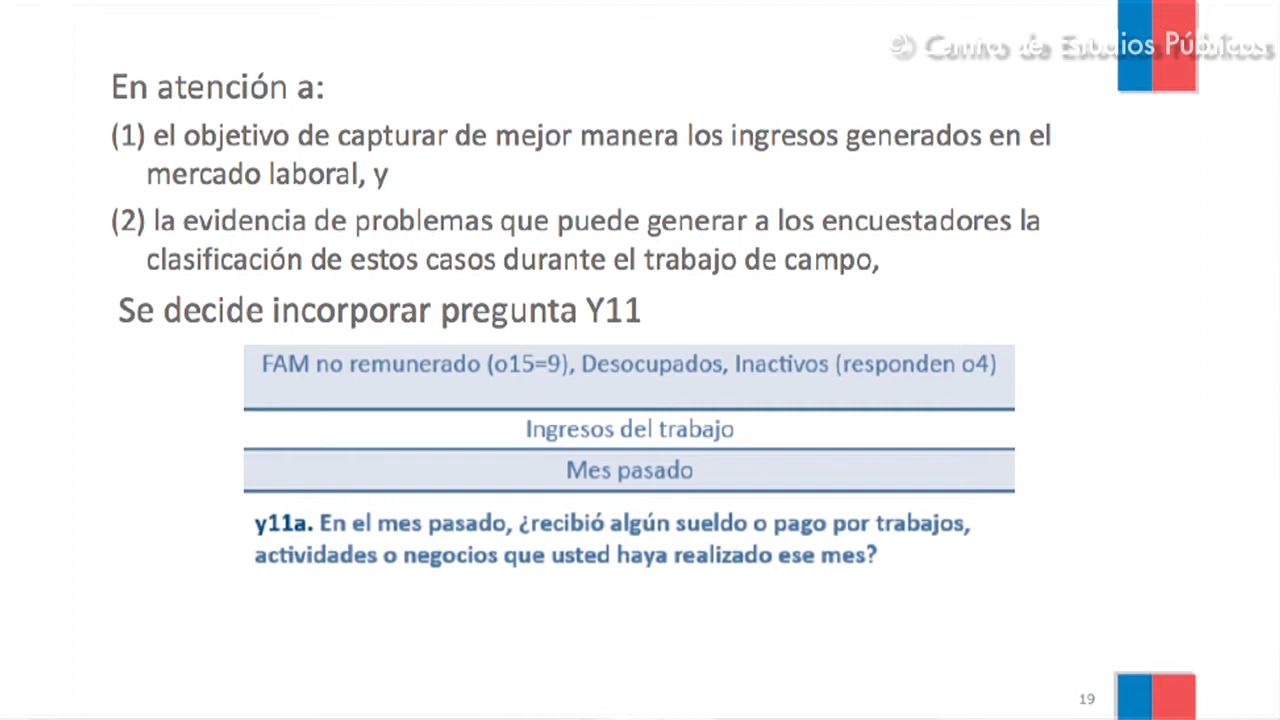 © Centro de Estudios Públicos
En atención a:
(1) el objetivo de capturar de mejor manera los ingresos generados en el
mercado laboral, y
(2) la evidencia de problemas que puede generar a los encuestadores la
clasificación de estos casos durante el trabajo de campo,
Se decide incorporar pregunta Y11
FAM no remunerado (o15=9), Desocupados, Inactivos (responden o4)
Ingresos del trabajo
Mes pasado
y11a. En el mes pasado, ¿recibió algún sueldo o pago por trabajos,
actividades o negocios que usted haya realizado ese mes?
19